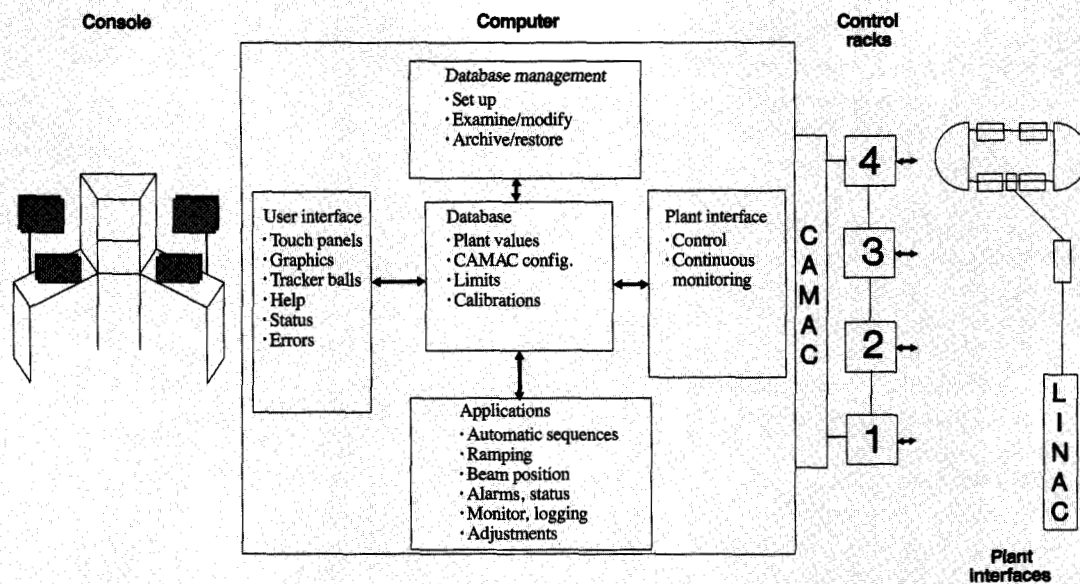 Console
Computer
Control
racks
Database management
· Set up
· Examine/modify
· Archive/restore
User interface
· Touch panels
· Graphics
· Tracker balls
· Help
· Status
· Errors
Database
· Plant values
· CAMAC config.
· Limits
· Calibrations
Plant interface
· Control
· Continuous
monitoring
Applications
· Automatic sequences
· Ramping
· Beam position
· Alarms, status
· Monitor, logging
· Adjustments
CAMAC
4
3
2
1
LINAC
Plant
interfaces